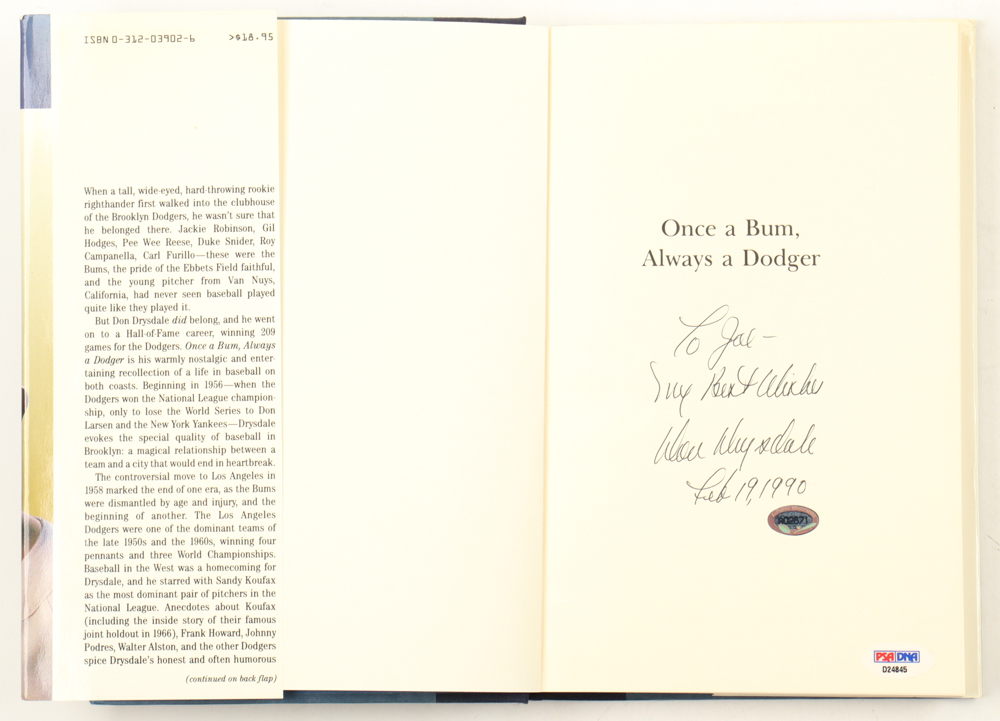 ISBN 0-312-03902-6 >$18.95
When a tall, wide-eyed, hard-throwing rookie
righthander first walked into the clubhouse
of the Brooklyn Dodgers, he wasn't sure that
he belonged there. Jackie Robinson, Gil
Hodges, Pee Wee Reese, Duke Snider, Roy
Campanella, Carl Furillo—these were the
Bums, the pride of the Ebbets Field faithful,
and the young pitcher from Van Nuys,
California, had never seen baseball played
quite like they played it.
But Don Drysdale did belong, and he went
on to a Hall-of-Fame career, winning 209
games for the Dodgers. Once a Bum, Always
a Dodger is his warmly nostalgic and enter-
taining recollection of a life in baseball on
both coasts. Beginning in 1956—when the
Dodgers won the National League champion-
ship, only to lose the World Series to Don
Larsen and the New York Yankees—Drysdale
evokes the special quality of baseball in
Brooklyn: a magical relationship between a
team and a city that would end in heartbreak.
The controversial move to Los Angeles in
1958 marked the end of one era, as the Bums
were dismantled by age and injury, and the
beginning of another. The Los Angeles
Dodgers were one of the dominant teams of
the late 1950s and the 1960s, winning four
pennants and three World Championships.
Baseball in the West was a homecoming for
Drysdale, and he starred with Sandy Koufax
as the most dominant pair of pitchers in the
National League. Anecdotes about Koufax
(including the inside story of their famous
joint holdout in 1966), Frank Howard, Johnny
Podres, Walter Alston, and the other Dodgers
spice Drysdale's honest and often humorous
(continued on back flap)
Once a Bum,
Always a Dodger
To Joe -
My Best Wishes
Don Drysdale
Feb 19, 1990
PSA DNA
D24845